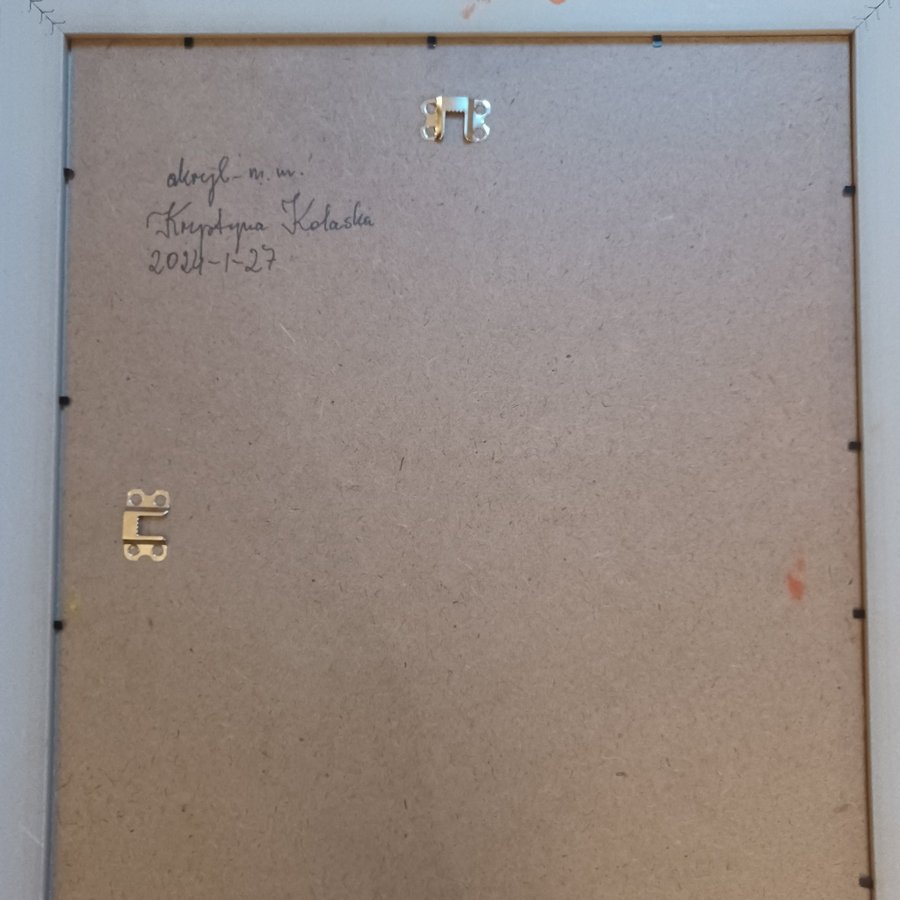 akryl - m.m.
Krystyna Kolaska
2024-1-27